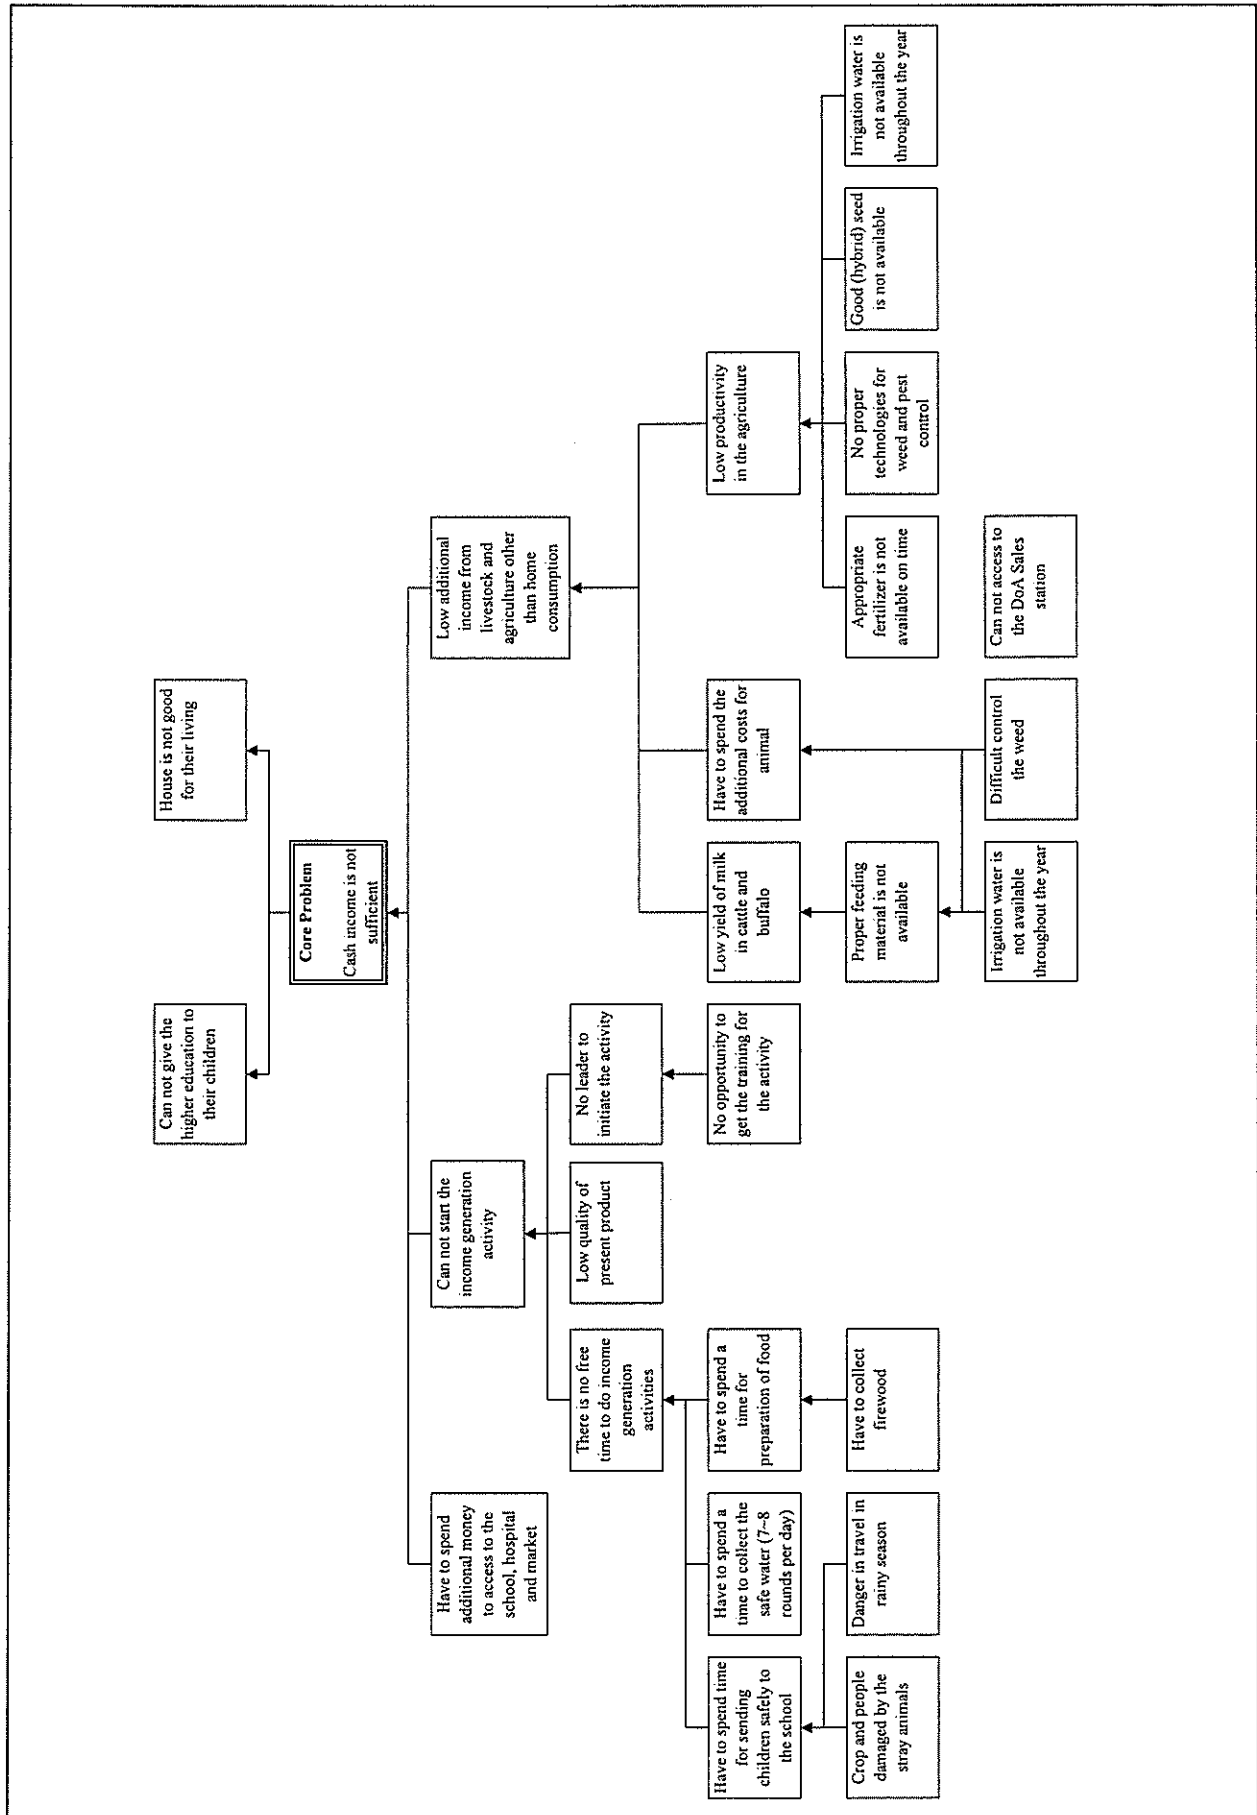 Can not give the
higher education to
their children
House is not good
for their living
Core Problem
Cash income is not
sufficient
Have to spend
additional money
to access to the
school, hospital
and market
Can not start the
income generation
activity
Low additional
income from
livestock and
agriculture other
than home
consumption
There is no free
time to do income
generation
activities
Low quality of
present product
No leader to
initiate the activity
Have to spend time
for sending
children safely to
the school
Have to spend a
time to collect the
safe water (7~8
rounds per day)
Have to spend a
time for
preparation of food
No opportunity to
get the training for
the activity
Low yield of milk
in cattle and
buffalo
Have to spend the
additional costs for
animal
Low productivity
in the agriculture
Crop and people
damaged by the
stray animals
Danger in travel in
rainy season
Have to collect
firewood
Proper feeding
material is not
available
Appropriate
fertilizer is not
available on time
No proper
technologies for
weed and pest
control
Good (hybrid) seed
is not available
Irrigation water is
not available
throughout the year
Irrigation water is
not available
throughout the year
Difficult control
the weed
Can not access to
the DoA Sales
station